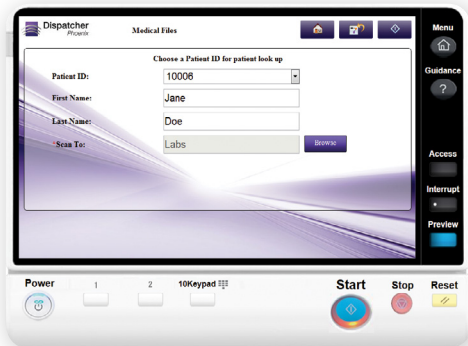 Dispatcher
Phoenix
Medical Files
Menu
Choose a Patient ID for patient look up
Guidance
?
Patient ID: 10006
First Name: Jane
Last Name: Doe
*Scan To: Labs Browse
Access
Interrupt
Preview
Power 1 2 10Keypad Start Stop Reset